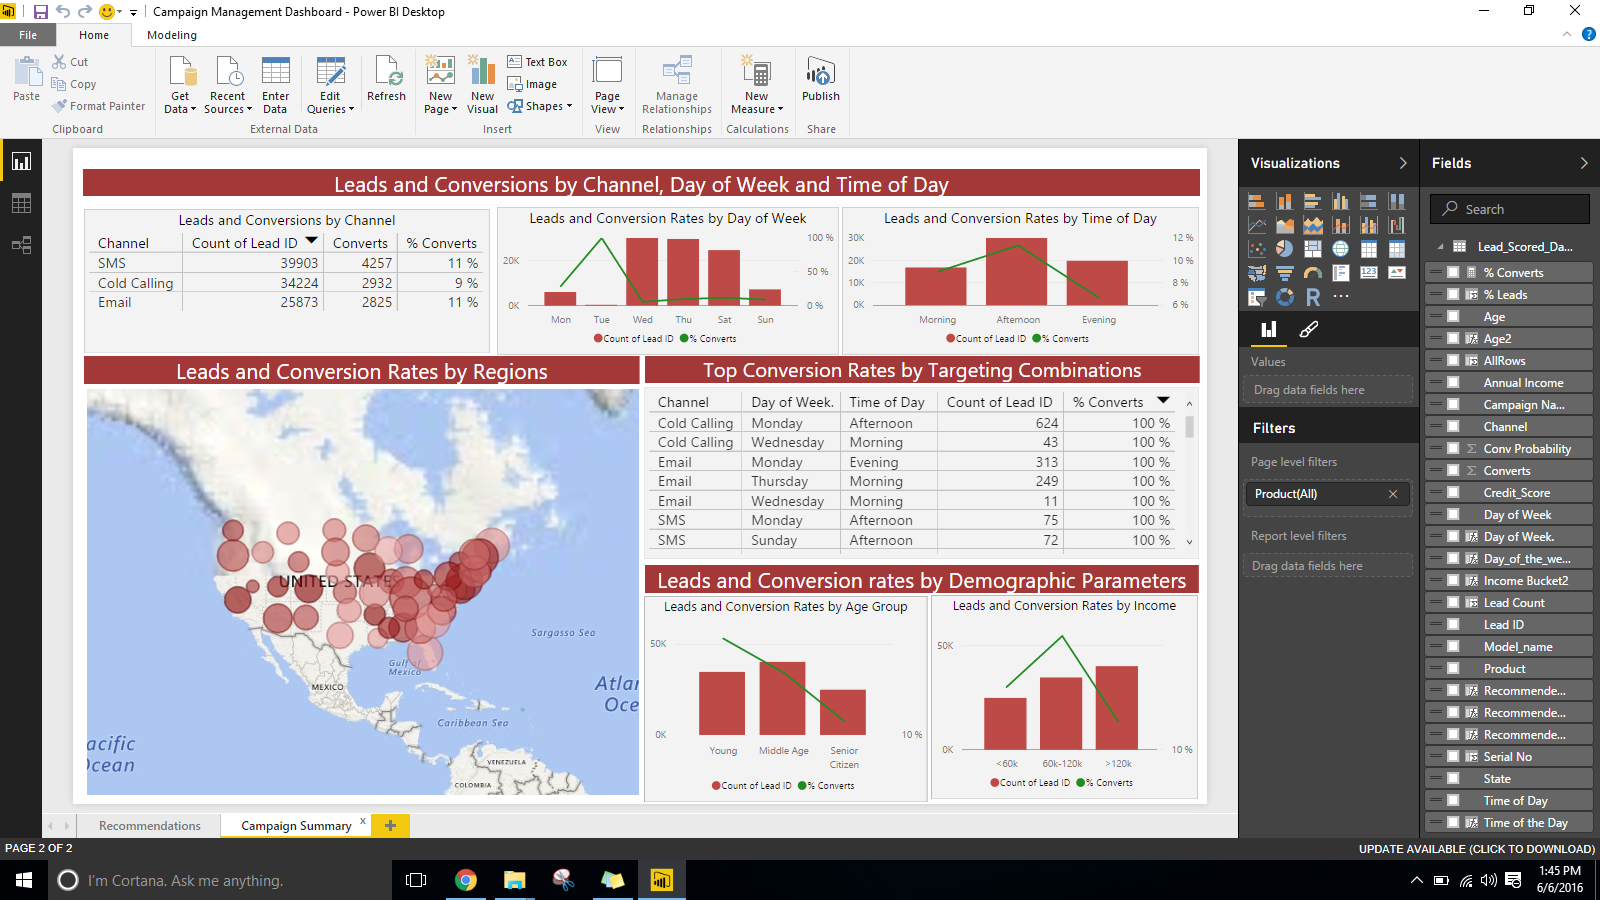 Campaign Management Dashboard - Power BI Desktop
File Home Modeling
Paste
Cut
Copy
Format Painter
Clipboard
Get Data
Recent Sources
Enter Data
Edit Queries
External Data
Refresh
New Page
New Visual
Text Box
Image
Shapes
Insert
Page View
View
Manage Relationships
Relationships
New Measure
Calculations
Publish
Share
Leads and Conversions by Channel, Day of Week and Time of Day
Leads and Conversions by Channel
Channel Count of Lead ID Converts % Converts
SMS 39903 4257 11 %
Cold Calling 34224 2932 9 %
Email 25873 2825 11 %
Leads and Conversion Rates by Day of Week
20K
0K
100 %
50 %
0 %
Mon Tue Wed Thu Sat Sun
Count of Lead ID % Converts
Leads and Conversion Rates by Time of Day
30K
20K
10K
0K
12 %
10 %
8 %
6 %
Morning Afternoon Evening
Count of Lead ID % Converts
Leads and Conversion Rates by Regions
UNITED STATES
Sargasso Sea
Gulf of Mexico
MEXICO
Caribbean Sea
VENEZUELA
COLOMBIA
Top Conversion Rates by Targeting Combinations
Channel Day of Week. Time of Day Count of Lead ID % Converts
Cold Calling Monday Afternoon 624 100 %
Cold Calling Wednesday Morning 43 100 %
Email Monday Evening 313 100 %
Email Thursday Morning 249 100 %
Email Wednesday Morning 11 100 %
SMS Monday Afternoon 75 100 %
SMS Sunday Afternoon 72 100 %
Leads and Conversion rates by Demographic Parameters
Leads and Conversion Rates by Age Group
50K
0K
10 %
Young Middle Age Senior Citizen
Count of Lead ID % Converts
Leads and Conversion Rates by Income
50K
0K
10 %
<60k 60k-120k >120k
Count of Lead ID % Converts
Visualizations
R
Values
Drag data fields here
Filters
Page level filters
Product(All)
Report level filters
Drag data fields here
Fields
Search
Lead_Scored_Da...
% Converts
% Leads
Age
Age2
AllRows
Annual Income
Campaign Na...
Channel
Conv Probability
Converts
Credit_Score
Day of Week
Day of Week.
Day_of_the_we...
Income Bucket2
Lead Count
Lead ID
Model_name
Product
Recommende...
Recommende...
Recommende...
Serial No
State
Time of Day
Time of the Day
Recommendations
Campaign Summary
PAGE 2 OF 2
UPDATE AVAILABLE (CLICK TO DOWNLOAD)
I'm Cortana. Ask me anything.
1:45 PM
6/6/2016